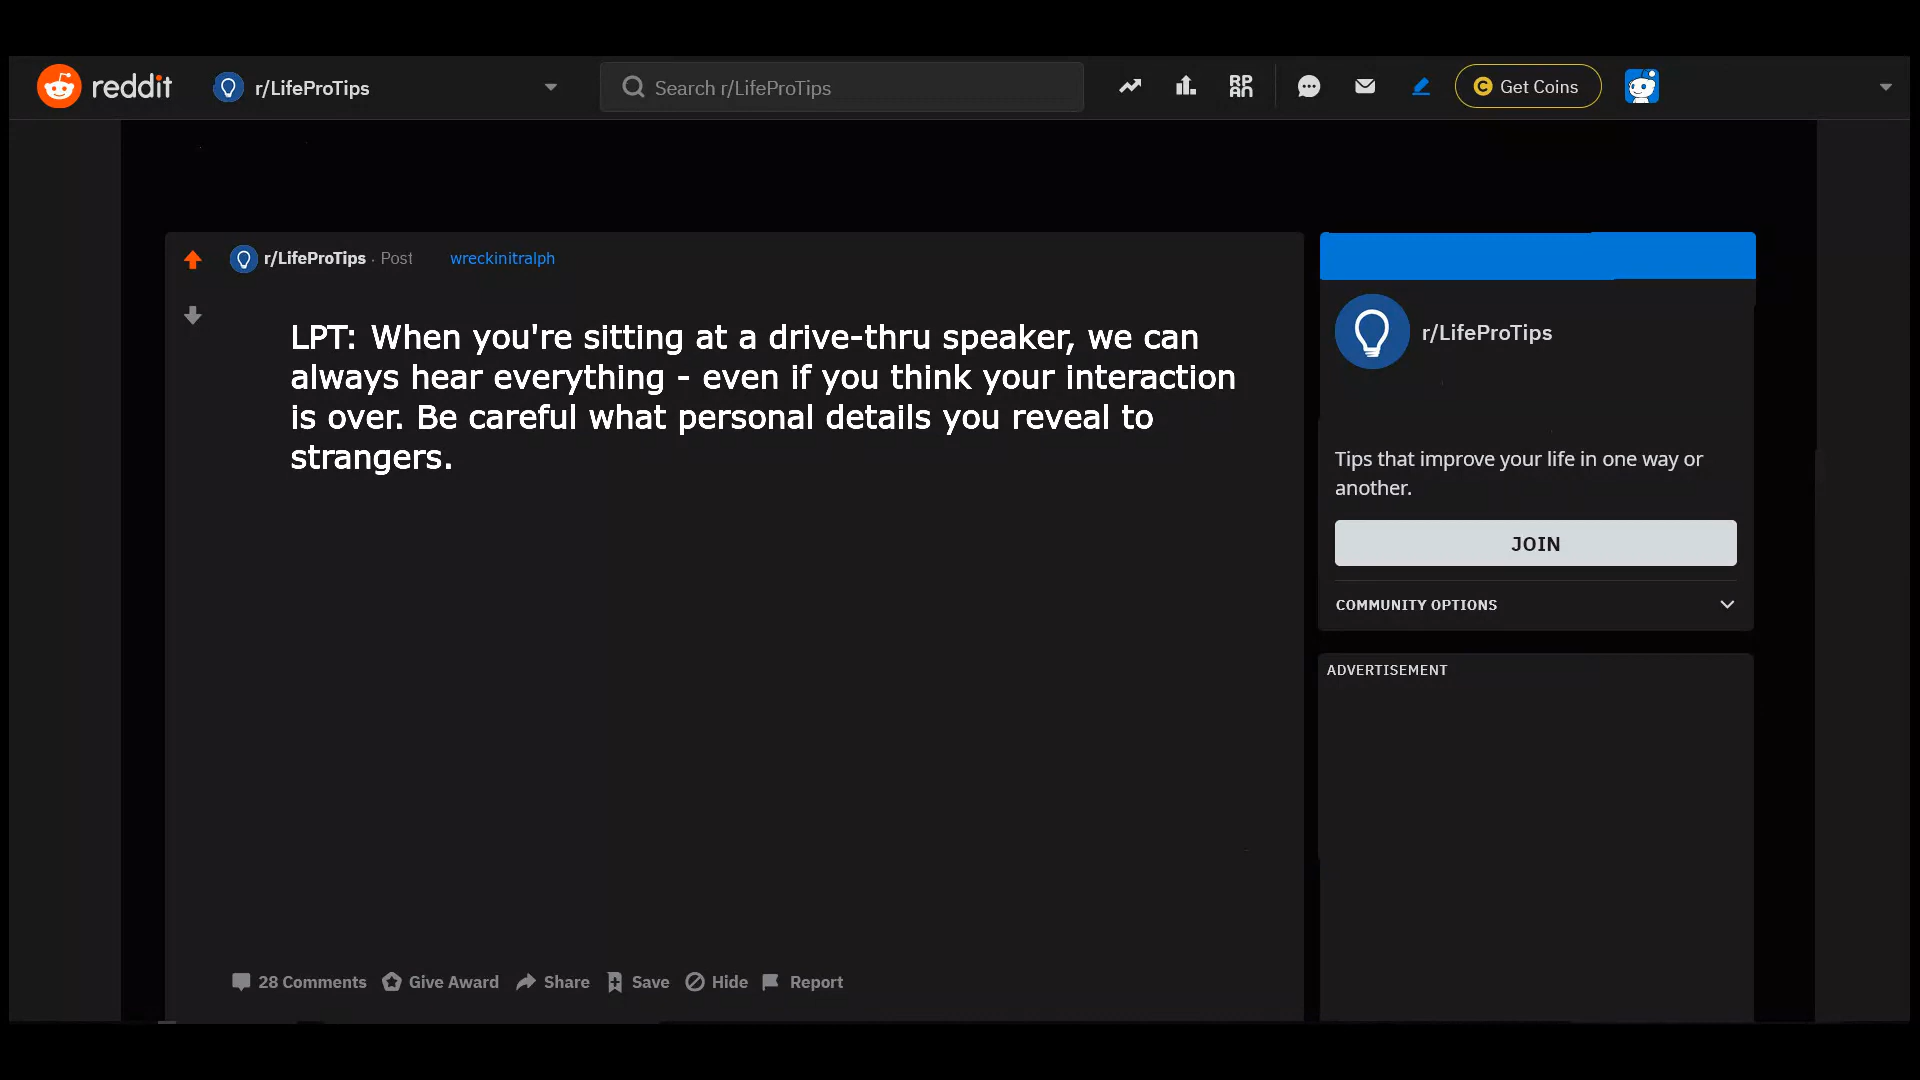 reddit
r/LifeProTips
Search r/LifeProTips
RPAN
Get Coins
r/LifeProTips · Post wreckinitralph
LPT: When you're sitting at a drive-thru speaker, we can
always hear everything - even if you think your interaction
is over. Be careful what personal details you reveal to
strangers.
28 Comments Give Award Share Save Hide Report
r/LifeProTips
Tips that improve your life in one way or
another.
JOIN
COMMUNITY OPTIONS
ADVERTISEMENT